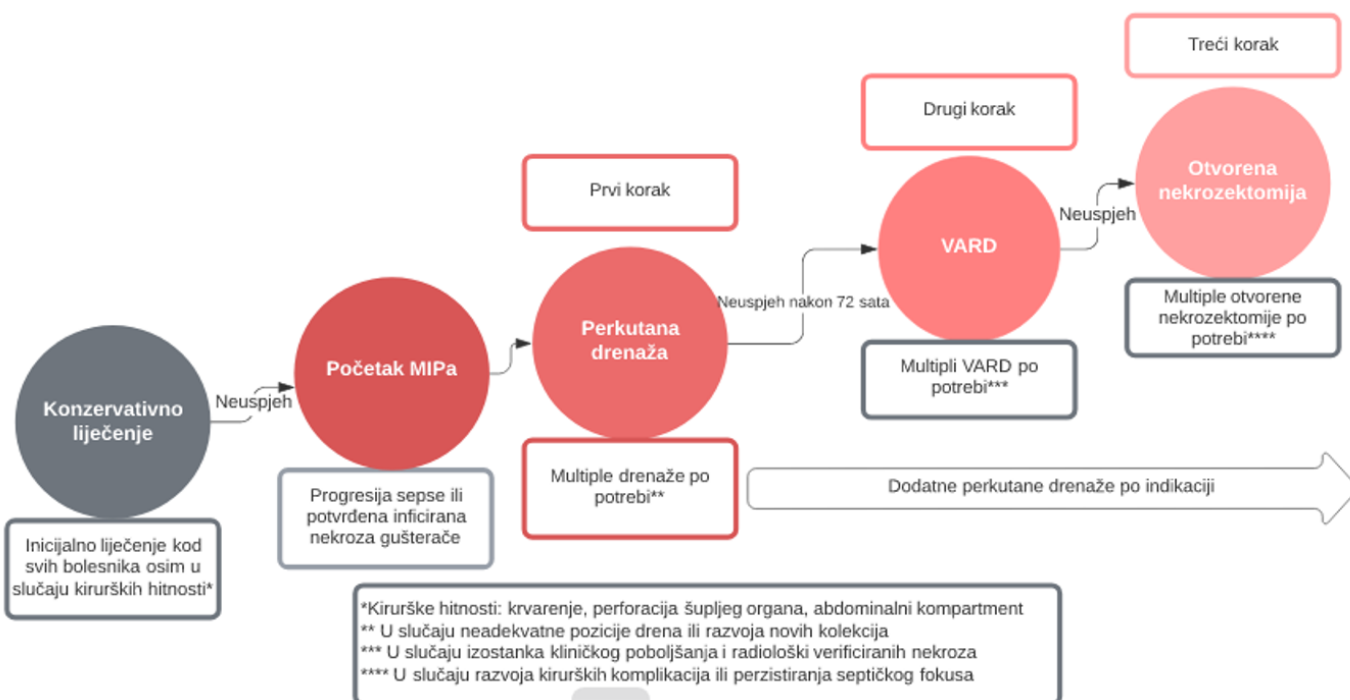 Treći korak
Drugi korak
Prvi korak
Otvorena
nekrozektomija
Neuspjeh
VARD
Neuspjeh nakon 72 sata
Perkutana
drenaža
Početak MIPa
Neuspjeh
Konzervativno
liječenje
Multiple otvorene
nekrozektomije po
potrebi****
Multipli VARD po
potrebi***
Multiple drenaže po
potrebi**
Dodatne perkutane drenaže po indikaciji
Progresija sepse ili
potvrđena inficirana
nekroza gušterače
Inicijalno liječenje kod
svih bolesnika osim u
slučaju kirurških hitnosti*
*Kirurške hitnosti: krvarenje, perforacija šupljeg organa, abdominalni kompartment
** U slučaju neadekvatne pozicije drena ili razvoja novih kolekcija
*** U slučaju izostanka kliničkog poboljšanja i radiološki verificiranih nekroza
**** U slučaju razvoja kirurških komplikacija ili perzistiranja septičkog fokusa